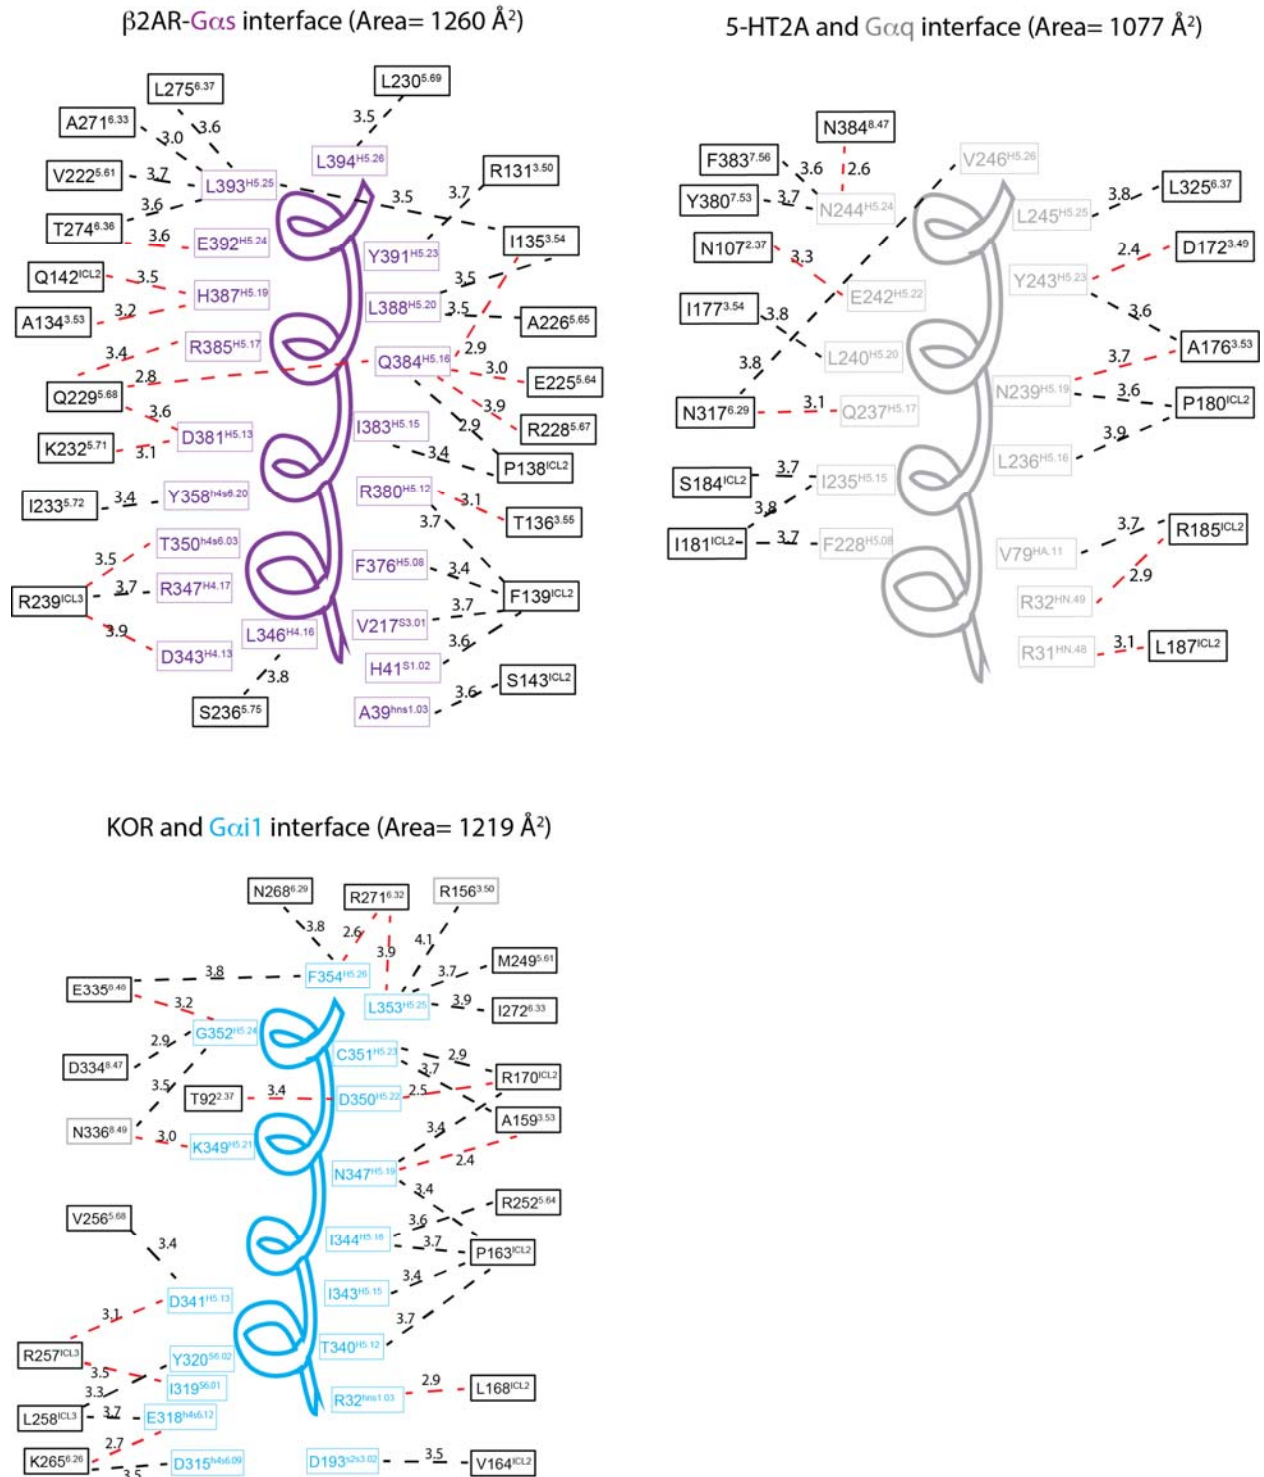 β2AR-Gαs interface (Area= 1260 Å²)
L275^6.37
L230^5.69
A271^6.33
3.0
3.6
3.5
L394^H5.26
R131^3.50
V222^5.61
3.7
L393^H5.25
3.7
3.5
T274^6.36
3.6
3.6
E392^H5.24
Y391^H5.23
I135^3.54
Q142^ICL2
3.5
H387^H5.19
3.5
L388^H5.20
3.5
A134^3.53
3.2
A226^5.65
R385^H5.17
3.4
Q384^H5.16
2.9
3.0
E225^5.64
2.8
Q229^5.68
3.6
3.9
R228^5.67
D381^H5.13
I383^H5.15
2.9
K232^5.71
3.1
3.4
P138^ICL2
I233^5.72
3.4
Y358^h4s6.20
R380^H5.12
3.1
T136^3.55
3.7
T350^h4s6.03
3.5
F376^H5.08
3.4
R239^ICL3
3.7
R347^H4.17
F139^ICL2
3.7
V217^S3.01
3.9
L346^H4.16
3.6
D343^H4.13
H41^S1.02
3.8
S143^ICL2
3.6
S236^5.75
A39^hns1.03
5-HT2A and Gαq interface (Area= 1077 Å²)
N384^8.47
F383^7.56
3.6
2.6
V246^H5.26
Y380^7.53
3.7
N244^H5.24
L245^H5.25
3.8
L325^6.37
N107^2.37
3.3
2.4
D172^3.49
Y243^H5.23
E242^H5.22
I177^3.54
3.8
3.6
L240^H5.20
A176^3.53
3.8
3.7
N239^H5.19
3.6
P180^ICL2
N317^6.29
3.1
Q237^H5.17
3.9
L236^H5.16
S184^ICL2
3.7
I235^H5.15
3.8
I181^ICL2
3.7
F228^H5.08
3.7
R185^ICL2
V79^HA.11
2.9
R32^HN.49
R31^HN.48
3.1
L187^ICL2
KOR and Gαi1 interface (Area= 1219 Å²)
N268^6.29
R271^6.32
R156^3.50
3.8
2.6
3.9
4.1
M249^5.61
3.8
F354^H5.26
3.7
E335^8.48
L353^H5.25
3.9
I272^6.33
3.2
G352^H5.24
2.9
C351^H5.23
2.9
D334^8.47
3.7
R170^ICL2
3.5
T92^2.37
3.4
D350^H5.22
2.5
A159^3.53
N336^8.49
3.0
K349^H5.21
3.4
2.4
N347^H5.19
3.4
R252^5.64
V256^5.68
3.6
3.4
I344^H5.16
3.7
P163^ICL2
D341^H5.13
I343^H5.15
3.4
3.1
3.7
R257^ICL3
Y320^S6.02
T340^H5.12
3.5
3.3
I319^S6.01
2.9
L168^ICL2
R32^hns1.03
L258^ICL3
3.7
E318^h4s6.12
2.7
K265^6.26
D315^h4s6.09
3.5
D193^s2s3.02
3.5
V164^ICL2